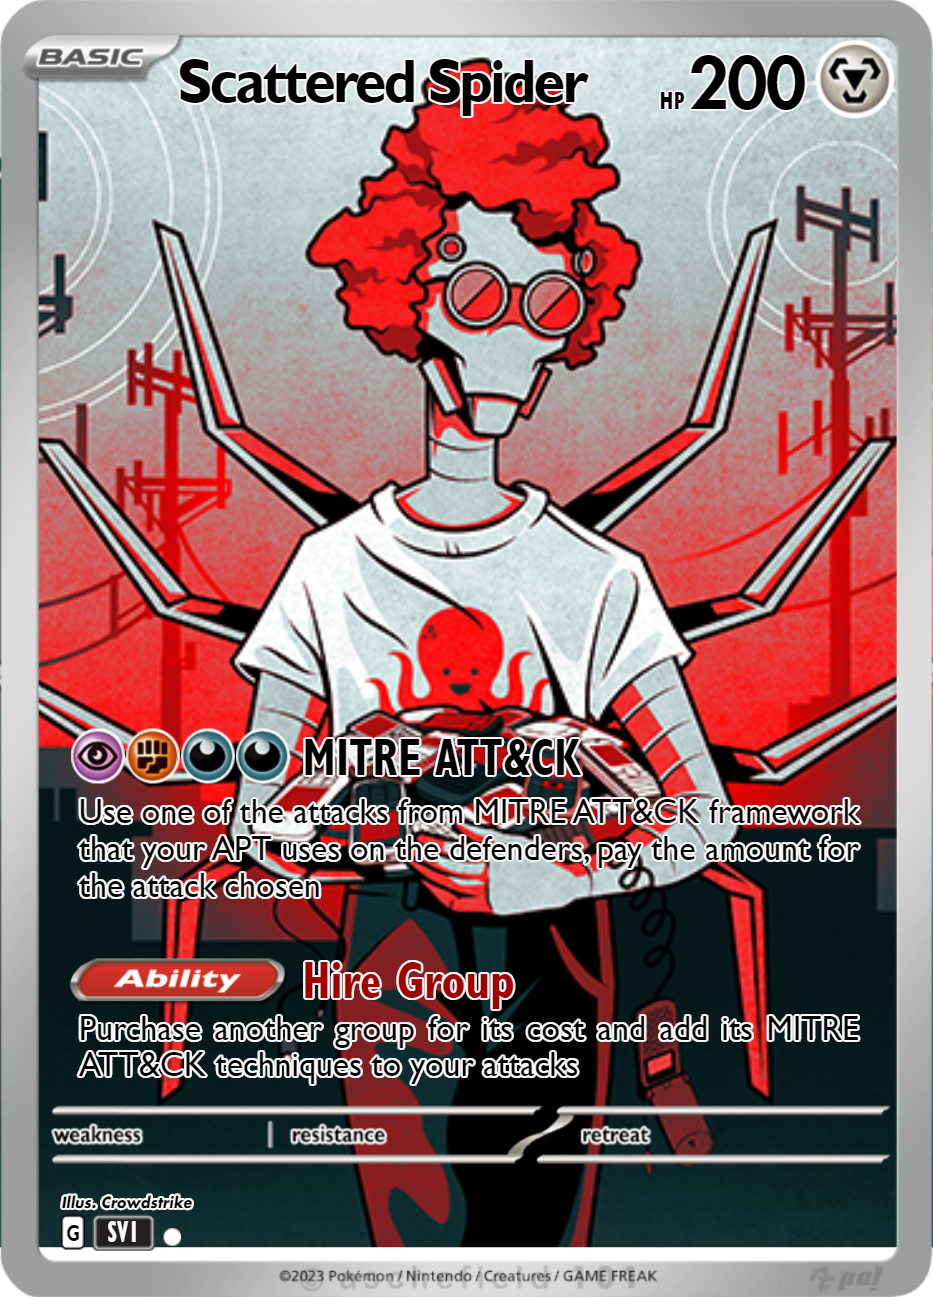 BASIC
Scattered Spider
HP 200
MITRE ATT&CK
Use one of the attacks from MITRE ATT&CK framework
that your APT uses on the defenders, pay the amount for
the attack chosen
Ability
Hire Group
Purchase another group for its cost and add its MITRE
ATT&CK techniques to your attacks
weakness
resistance
retreat
Illus. Crowdstrike
G SVI
©2023 Pokémon / Nintendo / Creatures / GAME FREAK